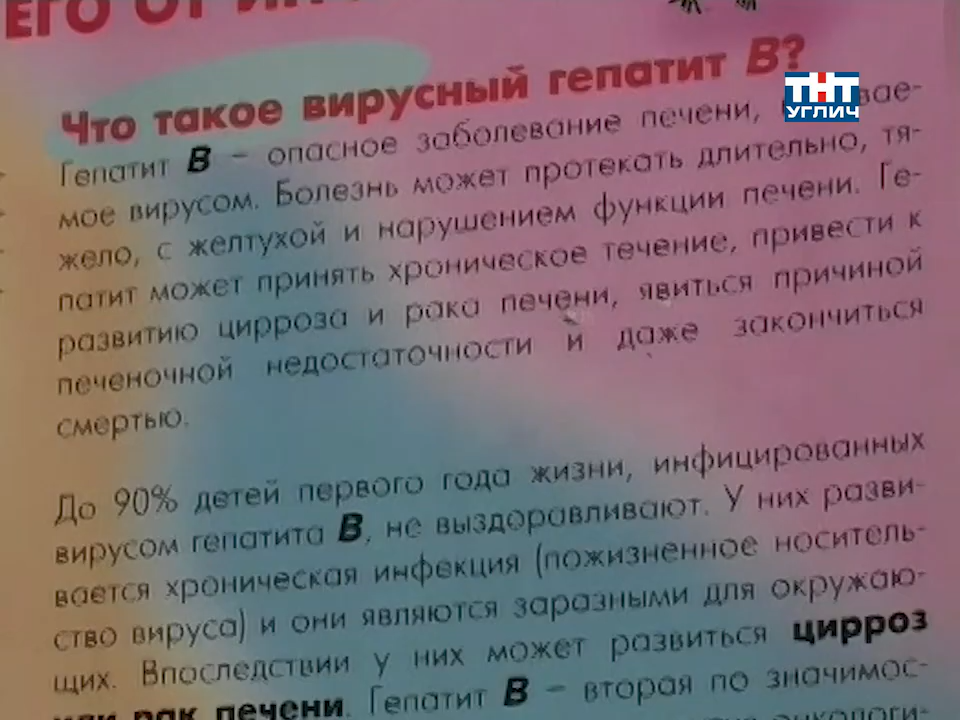 ЕГО ОТ
Что такое вирусный гепатит В?
ТНТ
УГЛИЧ
Гепатит В – опасное заболевание печени,
мое вирусом. Болезнь может протекать длительно, тя-
жело, с желтухой и нарушением функции печени. Ге-
патит может принять хроническое течение, привести к
развитию цирроза и рака печени, явиться причиной
печеночной недостаточности и даже закончиться
смертью.
До 90% детей первого года жизни, инфицированных
вирусом гепатита В, не выздоравливают. У них разви-
вается хроническая инфекция (пожизненное носитель-
ство вируса) и они являются заразными для окружаю-
щих. Впоследствии у них может развиться цирроз
или рак печени. Гепатит В – вторая по значимос-